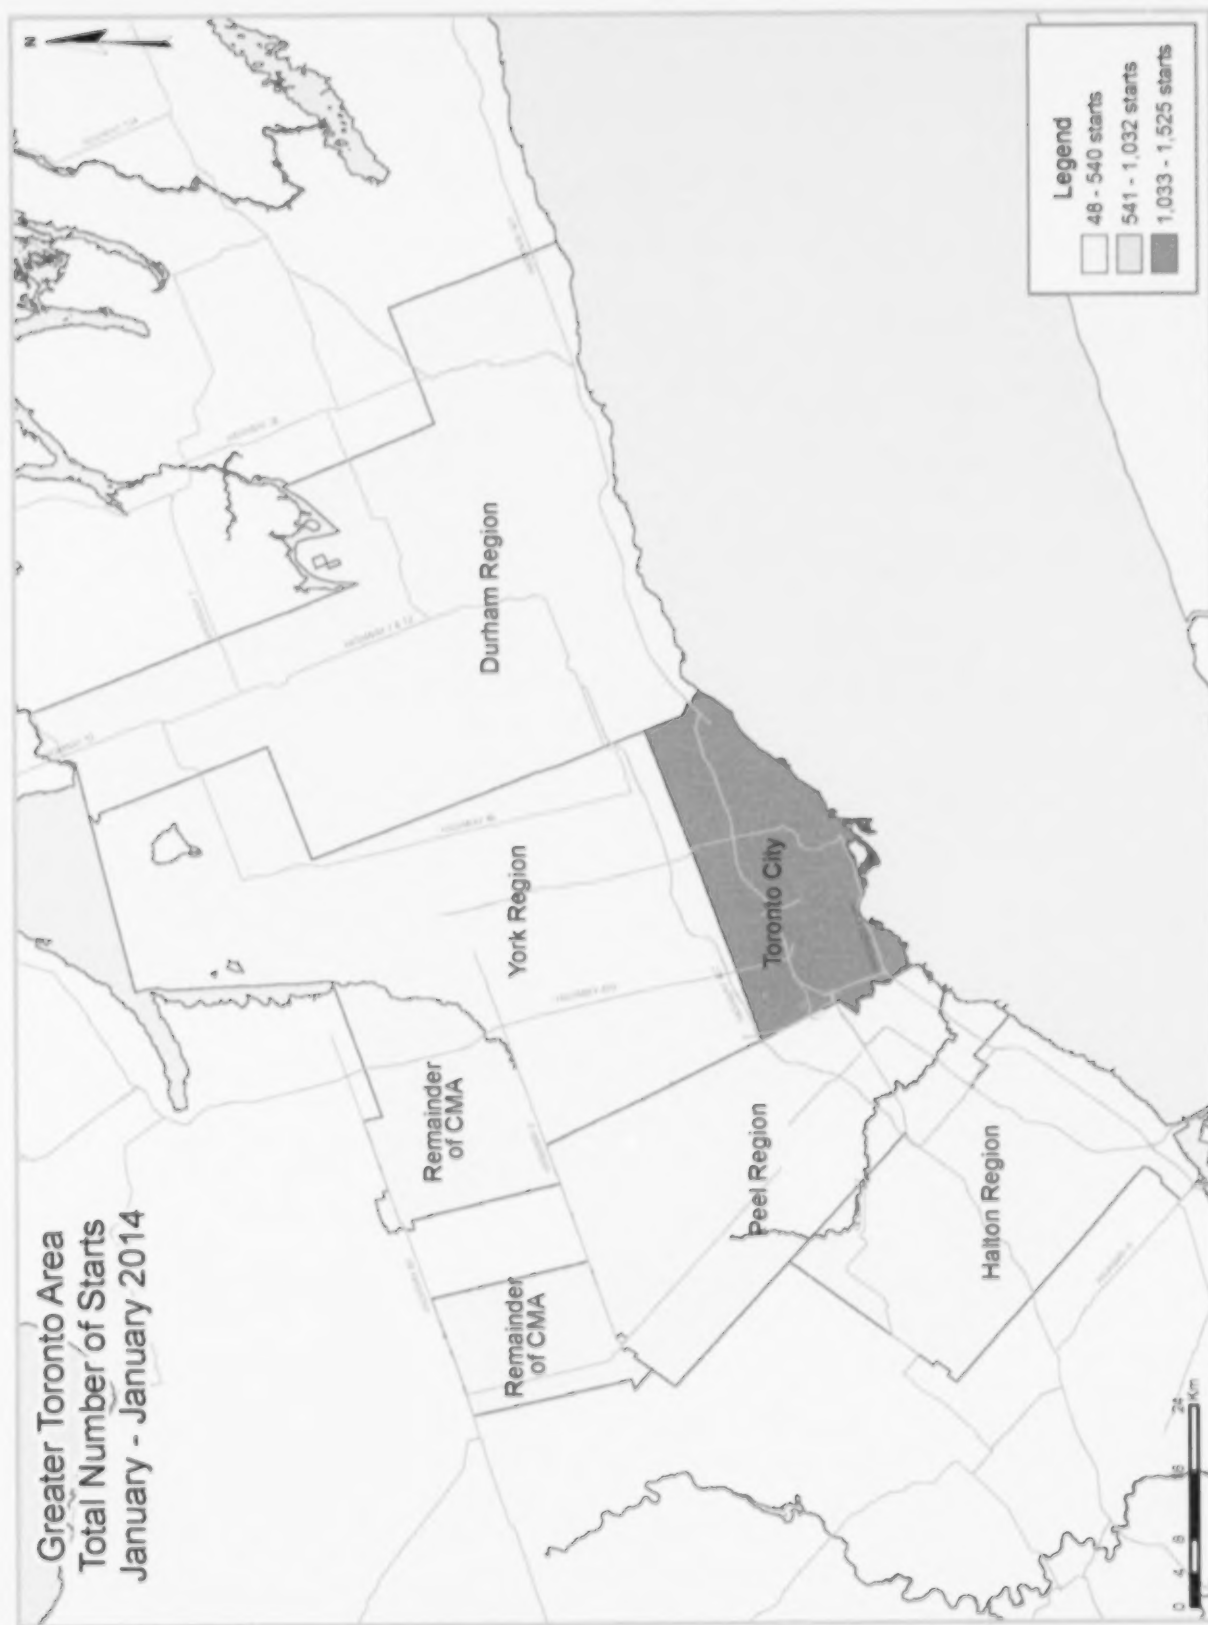 Greater Toronto Area
Total Number of Starts
January - January 2014
N
Durham Region
York Region
Toronto City
Remainder
of CMA
Remainder
of CMA
Peel Region
Halton Region
Legend
48 - 540 starts
541 - 1,032 starts
1,033 - 1,525 starts
0 4 8 16 24
Km